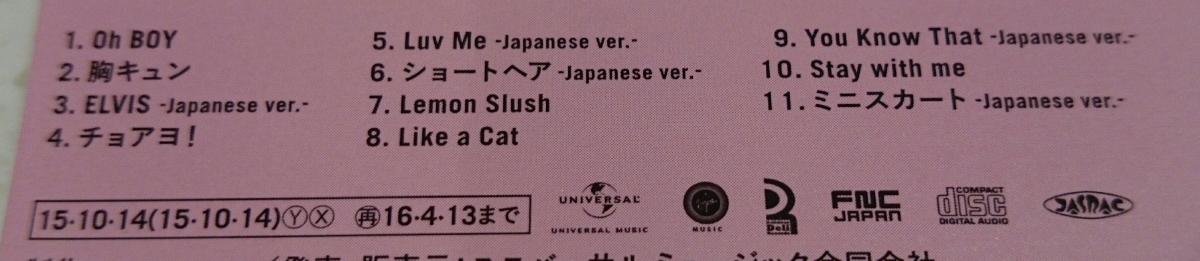 1. Oh BOY
2. 胸キュン
3. ELVIS -Japanese ver.-
4. チョアヨ!
5. Luv Me -Japanese ver.-
6. ショートヘア -Japanese ver.-
7. Lemon Slush
8. Like a Cat
9. You Know That -Japanese ver.-
10. Stay with me
11. ミニスカート -Japanese ver.-
15·10·14(15·10·14)ⓎⓍ ㊢16·4·13まで
UNIVERSAL
UNIVERSAL MUSIC
MUSIC
Deli
FNC
JAPAN
COMPACT
disc
DIGITAL AUDIO
JASRAC